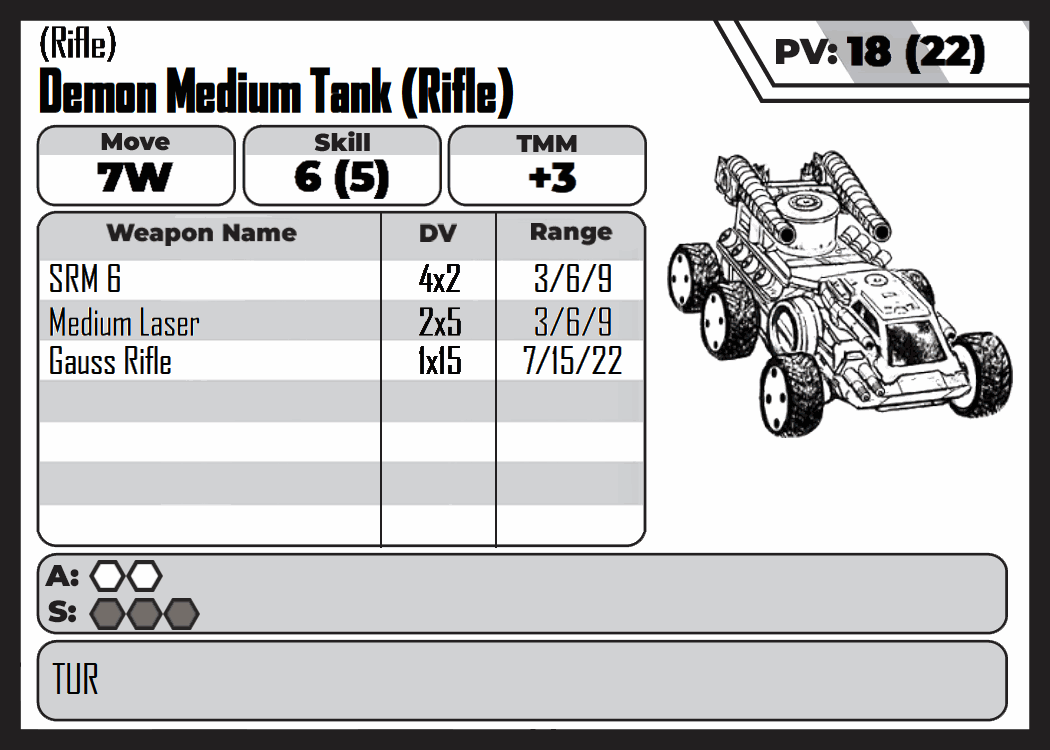 (Rifle)
Demon Medium Tank (Rifle)
PV: 18 (22)
Move
7W
Skill
6 (5)
TMM
+3
Weapon Name DV Range
SRM 6 4x2 3/6/9
Medium Laser 2x5 3/6/9
Gauss Rifle 1x15 7/15/22
A:
S:
TUR